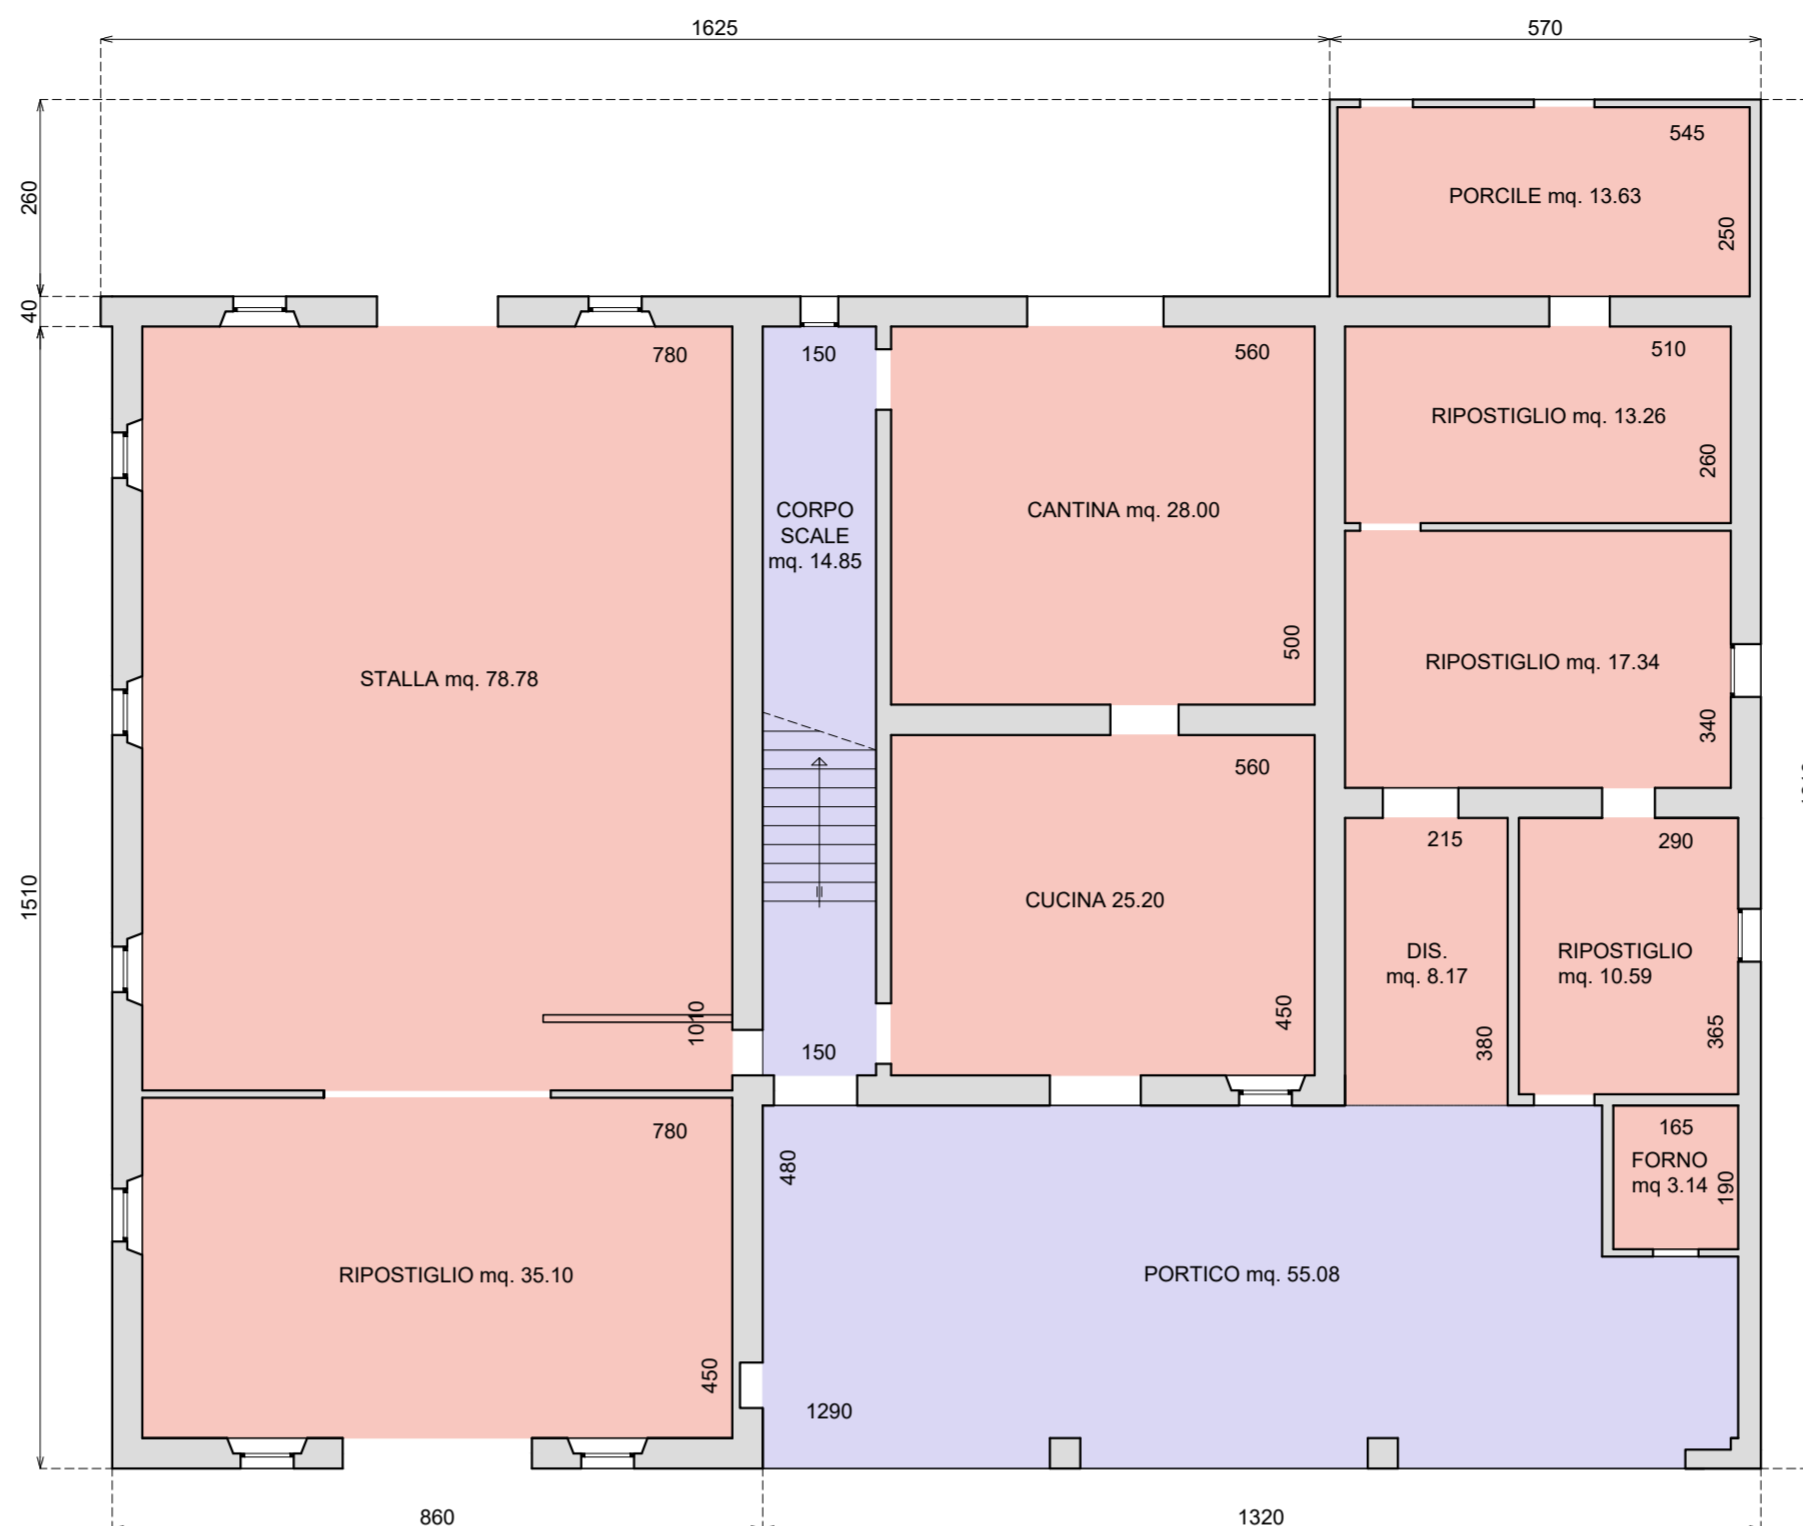 1625
570
545
PORCILE mq. 13.63
250
260
40
780
150
560
510
RIPOSTIGLIO mq. 13.26
260
CORPO
SCALE
mq. 14.85
CANTINA mq. 28.00
500
RIPOSTIGLIO mq. 17.34
340
STALLA mq. 78.78
560
215
290
1510
CUCINA 25.20
DIS.
mq. 8.17
RIPOSTIGLIO
mq. 10.59
1010
450
380
365
150
780
480
165
FORNO
mq 3.14
190
RIPOSTIGLIO mq. 35.10
PORTICO mq. 55.08
450
1290
860
1320